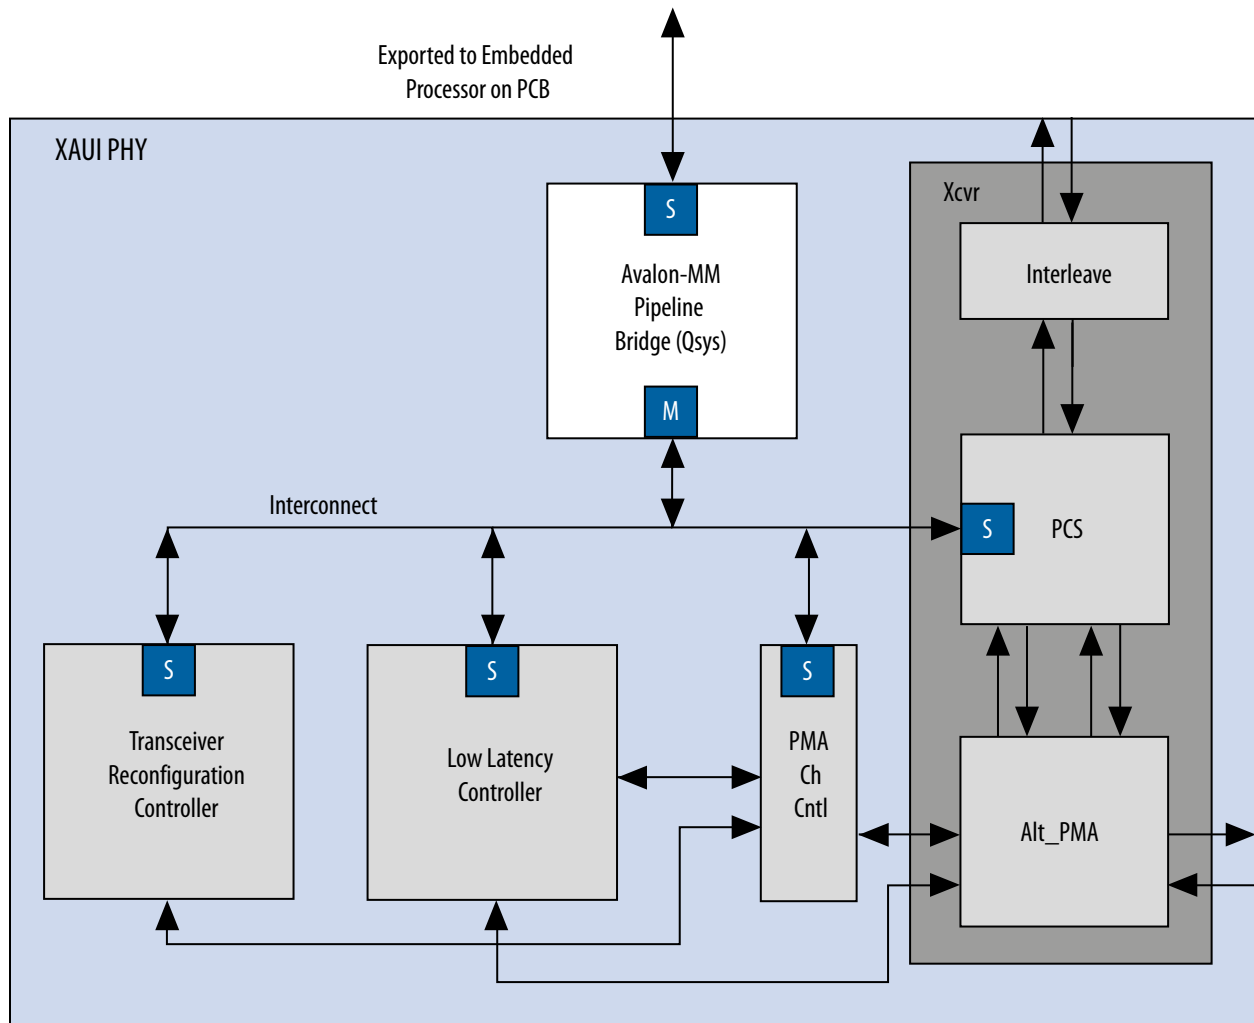 Exported to Embedded
Processor on PCB
XAUI PHY
S
Avalon-MM
Pipeline
Bridge (Qsys)
M
Xcvr
Interleave
Interconnect
S
PCS
S
Transceiver
Reconfiguration
Controller
S
Low Latency
Controller
S
PMA
Ch
Cntl
Alt_PMA